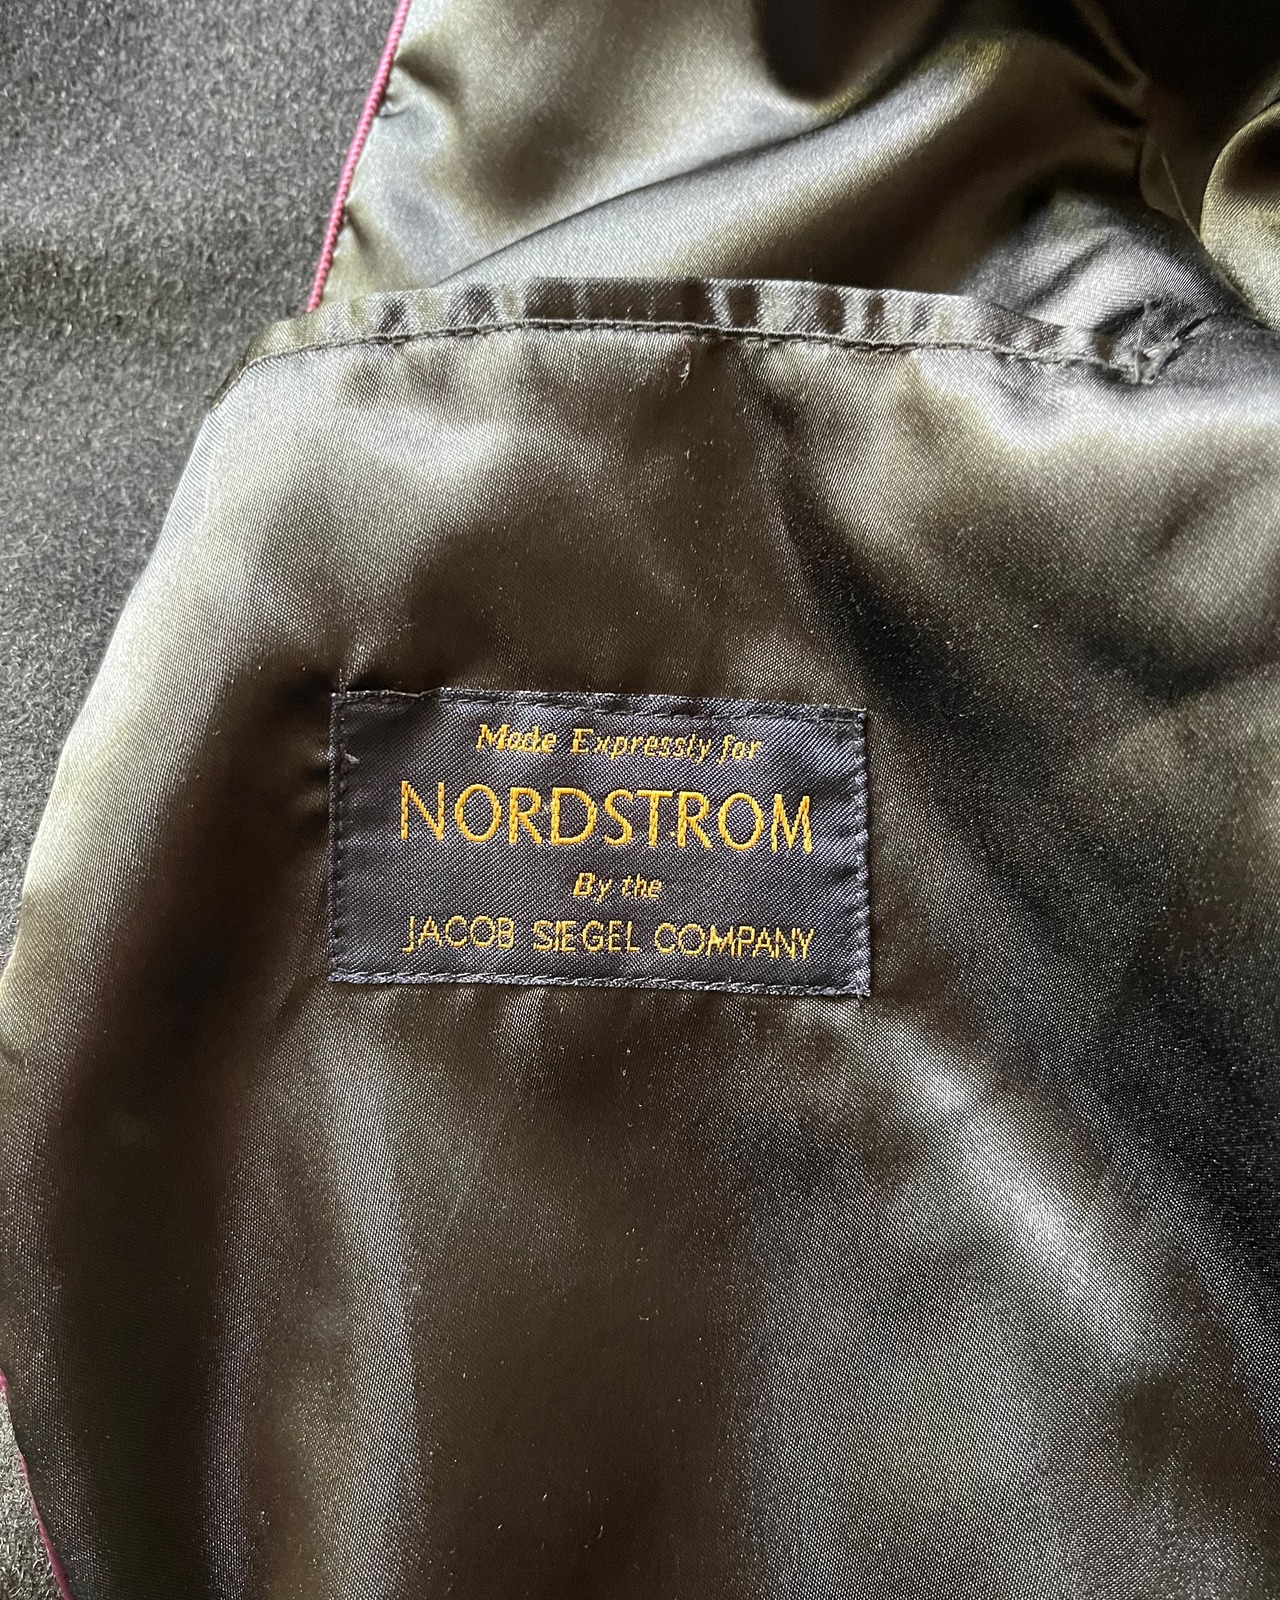 Made Expressly for
NORDSTROM
By the
JACOB SIEGEL COMPANY